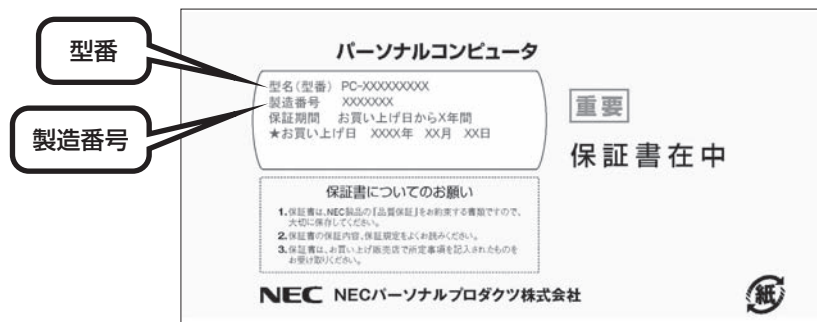 型番
製造番号
パーソナルコンピュータ
型名(型番) PC-XXXXXXXXX
製造番号 XXXXXXX
保証期間 お買い上げ日からX年間
★お買い上げ日 XXXX年 XX月 XX日
重要
保証書在中
保証書についてのお願い
1.保証書は、NEC製品の『品質保証』をお約束する書類ですので、
大切に保存してください。
2.保証書の保証内容、保証規定をよくお読みください。
3.保証書は、お買い上げ販売店で所定事項を記入されたものを
お受け取りください。
NEC NECパーソナルプロダクツ株式会社
紙